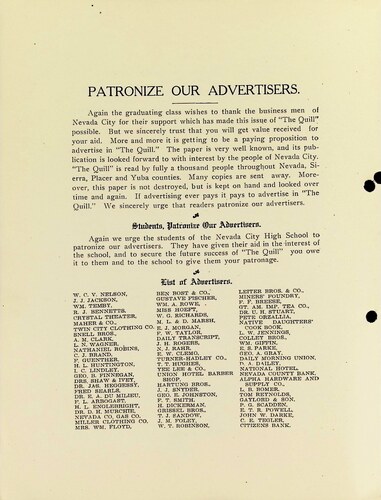 PATRONIZE OUR ADVERTISERS.
Again the graduating class wishes to thank the business men of
Nevada City for their support which has made this issue of "The Quill"
possible. But we sincerely trust that you will get value received for
your aid. More and more it is getting to be a paying proposition to
advertise in "The Quill." The paper is very well known, and its pub-
lication is looked forward to with interest by the people of Nevada City.
"The Quill" is read by fully a thousand people throughout Nevada, Si-
erra, Placer and Yuba counties. Many copies are sent away. Moreo-
ver, this paper is not destroyed, but is kept on hand and looked over
time and again. If advertising ever pays it pays to advertise in "The
Quill." We sincerely urge that readers patronize our advertisers.
Students, Patronize Our Advertisers.
Again we urge the students of the Nevada City High School to
patronize our advertisers. They have given their aid in the interest of
the school, and to secure the future success of "The Quill" you owe
it to them and to the school to give them your patronage.
List of Advertisers.
W. C. V. NELSON,
J. J. JACKSON,
WM. TEMBY,
R. J. BENNETTS,
CRYSTAL THEATER,
MAHER & CO.,
TWIN CITY CLOTHING CO.
SNELL BROS.,
A. M. CLARK,
L. N. WAGNER,
NATHANIEL ROBINS,
C. J. BRAND,
F. GUENTHER,
H. L. HUNTINGTON,
I. C. LINDLEY,
GEO. B. FINNEGAN,
DRS. SHAW & IVEY,
DR. JAS. HEGGESSY,
FRED SEARLS,
DR. E. A. DU MILIEU,
F. L. ARBOGAST,
H. L. ENGLEBRIGHT,
DR. D. H. MURCHIE,
NEVADA CO. GAS CO.
MILLER CLOTHING CO.
MRS. WM. FLOYD,
BEN ROST & CO.,
GUSTAVE FISCHER,
WM. A. ROWE,
MISS HOEFT,
W. G. RICHARDS,
M. L. & D. MARSH,
E. J. MORGAN,
P. W. TAYLOR,
DAILY TRANSCRIPT,
J. H. ROGERS,
D. J. RAHR,
E. W. CLEMO,
TURNER-HADLEY CO.
T. T. HUGHES,
YEE LEE & CO.,
UNION HOTEL BARBER
SHOP.
HARTUNG BROS.,
J. J. SNYDER,
GEO. E. JOHNSTON,
F. T. SMITH,
H. DICKERMAN,
GRISSEL BROS.,
T. J. SANDOW,
J. M. FOLEY,
W. T. ROBINSON,
LEITER BROS. & CO.,
MINERS' FOUNDRY,
F. F. BREESE,
GT. AM. IMP. TEA CO.,
DR. U. H. STUART,
PETE OREALLIA,
NATIVE DAUGHTERS'
COOK BOOK.
L. W. JENNINGS,
COLLEY BROS.,
WM. GIFFIN,
E. S. PARKE,
GEO. A. GRAY,
D-FLY MORNING UNION,
P. A. DAILEY,
NATIONAL HOTEL.
NEVADA COUNTY BANK.
ALPHA HARDWARE AND
SUPPLY CO.,
J. B. HOMER,
TOM REYNOLDS,
GAYLORD & SON.
P. G. SCADDEN,
E. T. R. POWELL,
JOHN W. DARKE,
C. E. TEGLER,
CITIZENS BANK.